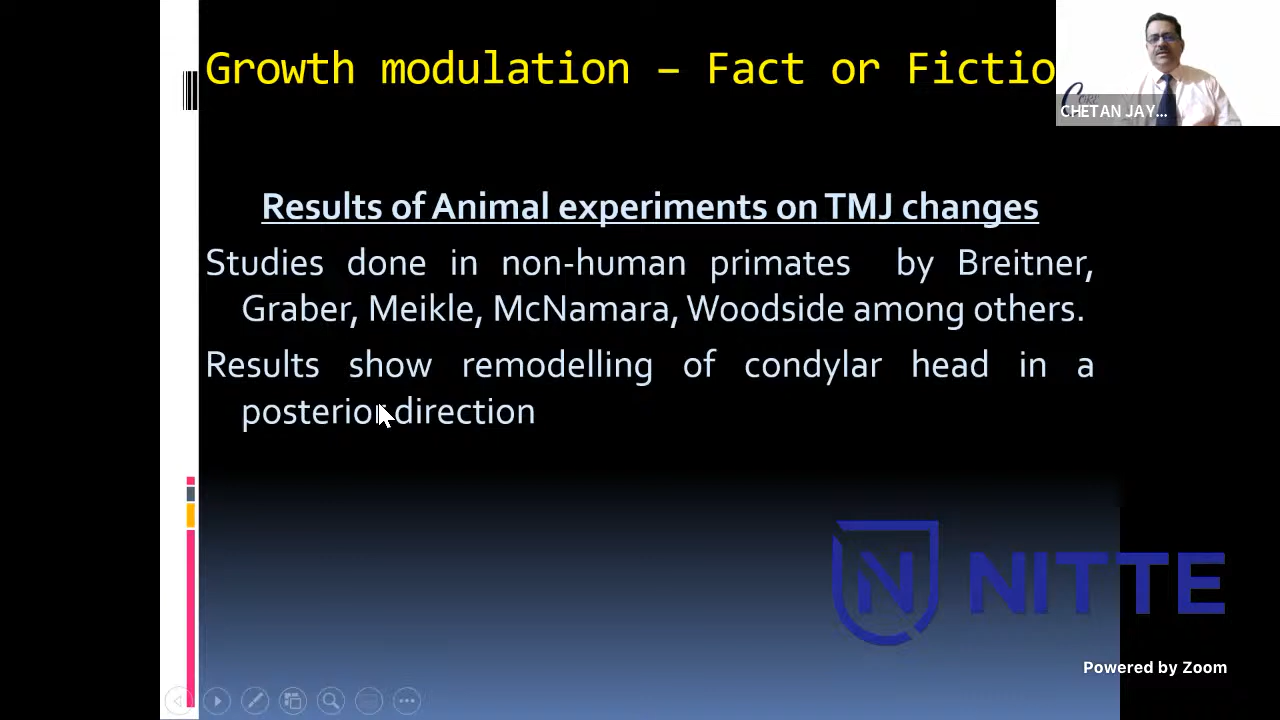 Growth modulation – Fact or Fictio
CHETAN JAY...
Results of Animal experiments on TMJ changes
Studies done in non-human primates by Breitner,
Graber, Meikle, McNamara, Woodside among others.
Results show remodelling of condylar head in a
posterior direction
N NITTE
Powered by Zoom